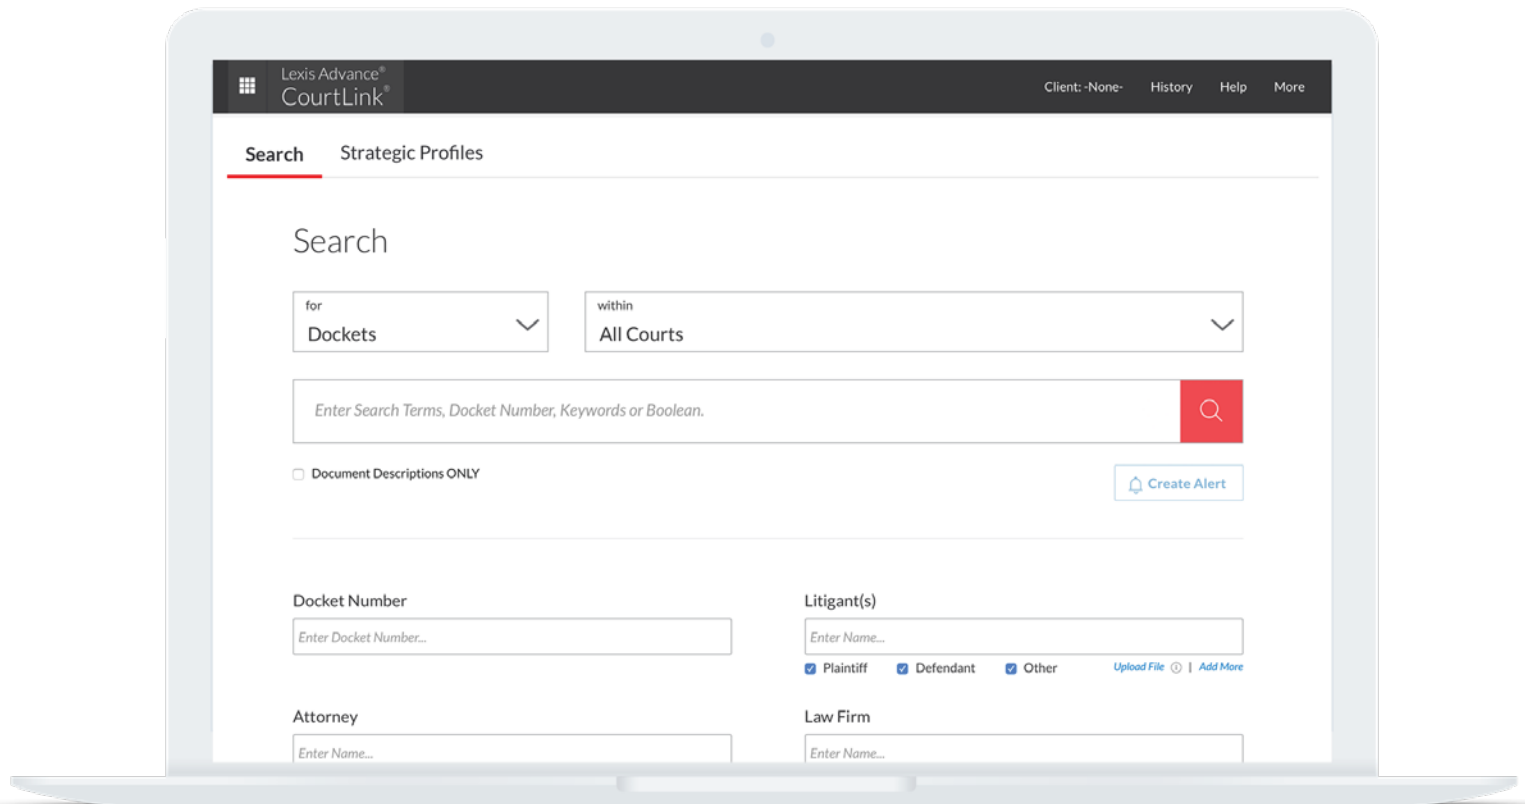 Lexis Advance®
CourtLink®
Client: -None- History Help More
Search Strategic Profiles
Search
for
Dockets
within
All Courts
Enter Search Terms, Docket Number, Keywords or Boolean.
Document Descriptions ONLY
Create Alert
Docket Number
Enter Docket Number...
Litigant(s)
Enter Name...
Plaintiff Defendant Other Upload File | Add More
Attorney
Enter Name...
Law Firm
Enter Name...